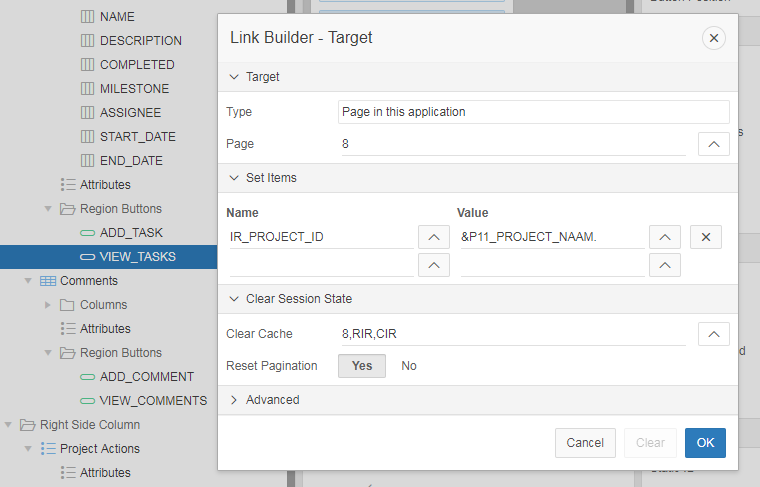 Button Position
NAME
DESCRIPTION
COMPLETED
MILESTONE
ASSIGNEE
START_DATE
END_DATE
Attributes
Region Buttons
ADD_TASK
VIEW_TASKS
Comments
Columns
Attributes
Region Buttons
ADD_COMMENT
VIEW_COMMENTS
Right Side Column
Project Actions
Attributes
Link Builder - Target
Target
Type Page in this application
Page 8
Set Items
Name Value
IR_PROJECT_ID &P11_PROJECT_NAAM.
Clear Session State
Clear Cache 8,RIR,CIR
Reset Pagination Yes No
Advanced
Cancel Clear OK